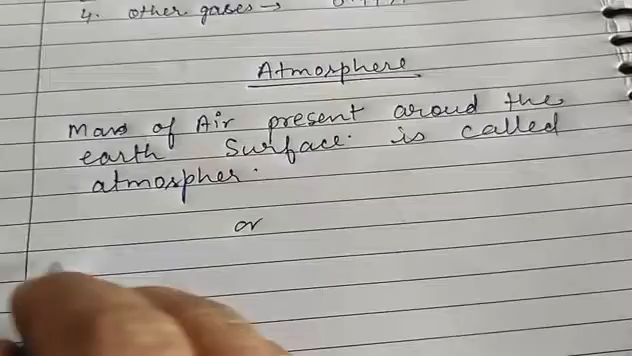 4. other gases →
Atmosphere
Mass of Air present aroud the
earth Surface. is called
atmospher.
or